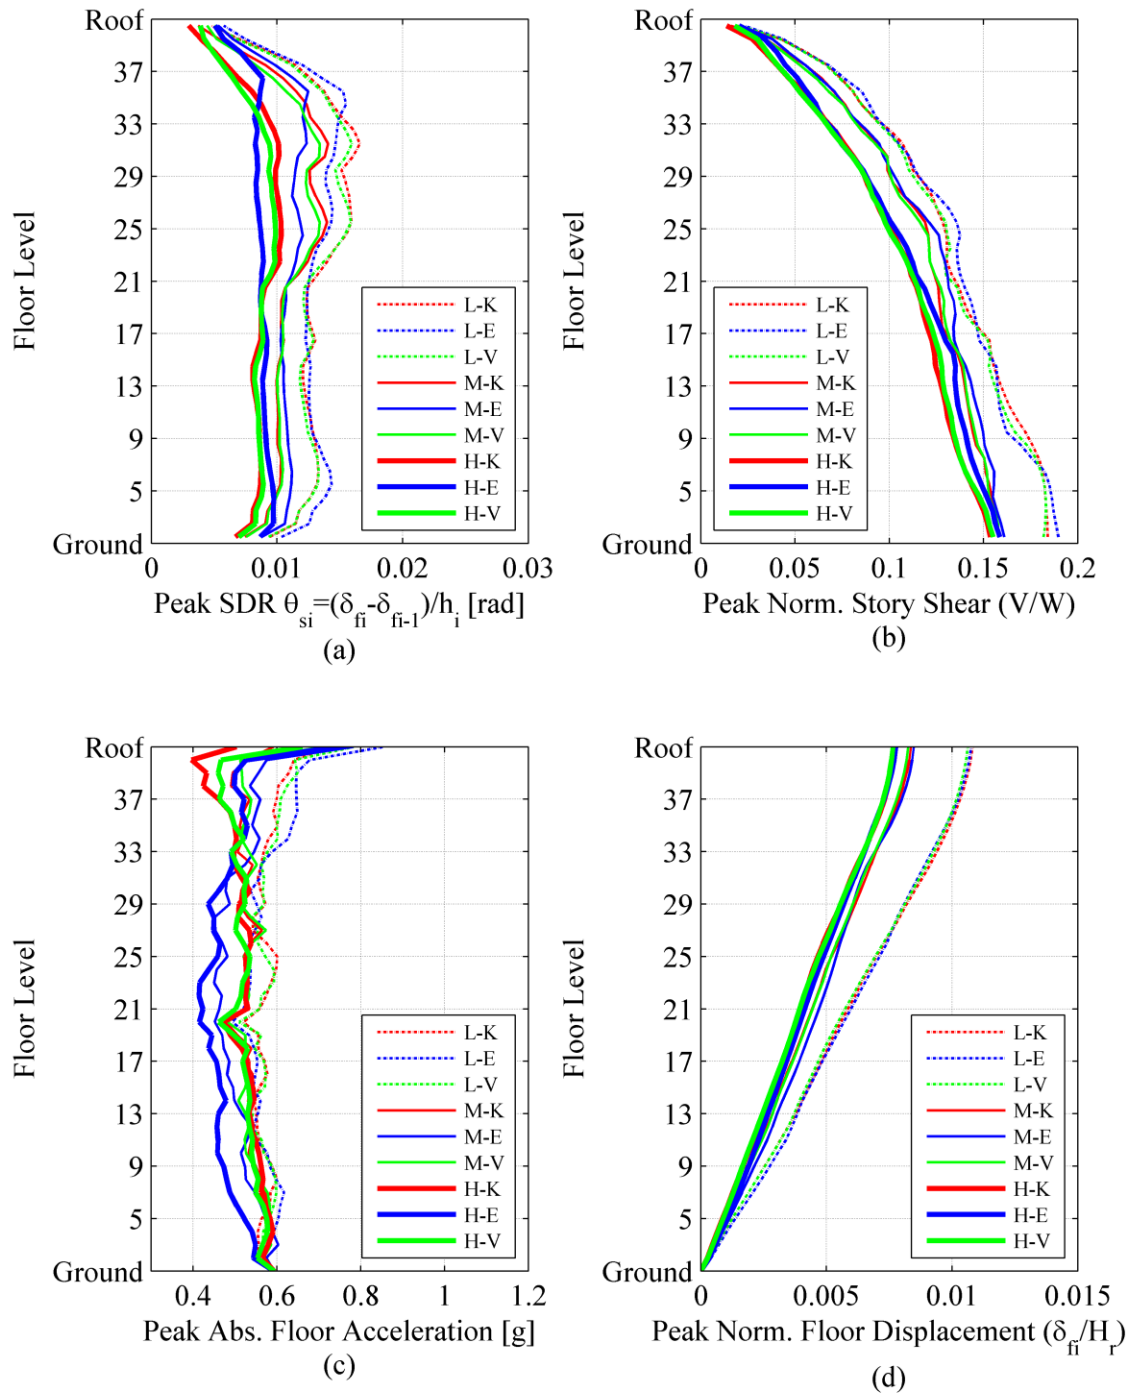 Roof
37
33
29
25
21
17
13
9
5
Ground
Floor Level
0
0.01
0.02
0.03
L-K
L-E
L-V
M-K
M-E
M-V
H-K
H-E
H-V
Peak SDR θsi=(δfi-δfi-1)/hi [rad]
(a)
Roof
37
33
29
25
21
17
13
9
5
Ground
Floor Level
0
0.05
0.1
0.15
0.2
L-K
L-E
L-V
M-K
M-E
M-V
H-K
H-E
H-V
Peak Norm. Story Shear (V/W)
(b)
Roof
37
33
29
25
21
17
13
9
5
Ground
Floor Level
0.4
0.6
0.8
1
1.2
L-K
L-E
L-V
M-K
M-E
M-V
H-K
H-E
H-V
Peak Abs. Floor Acceleration [g]
(c)
Roof
37
33
29
25
21
17
13
9
5
Ground
Floor Level
0
0.005
0.01
0.015
L-K
L-E
L-V
M-K
M-E
M-V
H-K
H-E
H-V
Peak Norm. Floor Displacement (δfi/Hr)
(d)